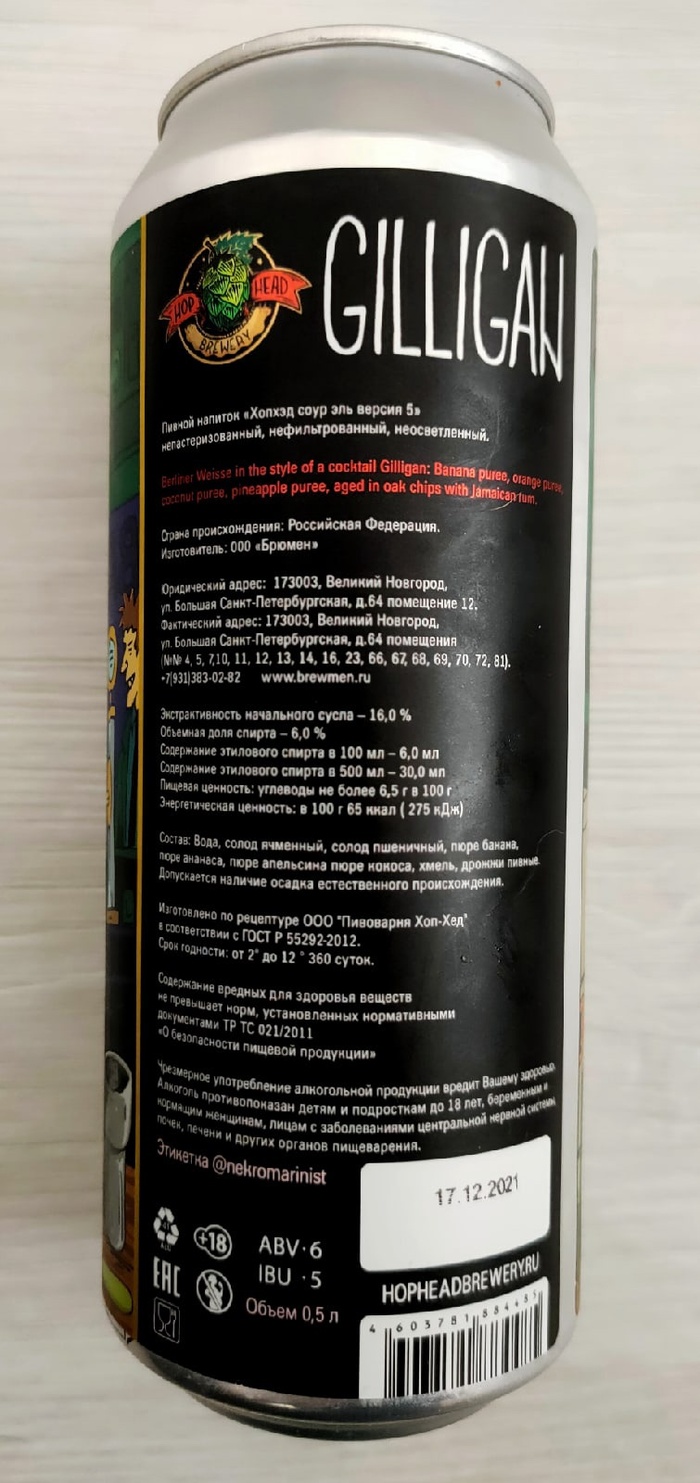 HOP HEAD
BREWERY
GILLIGAN
Пивной напиток «Хопхэд соур эль версия 5»
непастеризованный, нефильтрованный, неосветленный.
Berliner Weisse in the style of a cocktail Gilligan: Banana puree, orange puree,
coconut puree, pineapple puree, aged in oak chips with Jamaican rum.
Страна происхождения: Российская Федерация.
Изготовитель: ООО «Брюмен»
Юридический адрес: 173003, Великий Новгород,
ул. Большая Санкт-Петербургская, д.64 помещение 12.
Фактический адрес: 173003, Великий Новгород,
ул. Большая Санкт-Петербургская, д.64 помещения
(№№ 4, 5, 7,10, 11, 12, 13, 14, 16, 23, 66, 67, 68, 69, 70, 72, 81).
+7(931)383-02-82 www.brewmen.ru
Экстрактивность начального сусла – 16,0 %
Объемная доля спирта – 6,0 %
Содержание этилового спирта в 100 мл – 6,0 мл
Содержание этилового спирта в 500 мл – 30,0 мл
Пищевая ценность: углеводы не более 6,5 г в 100 г
Энергетическая ценность: в 100 г 65 ккал ( 275 кДж)
Состав: Вода, солод ячменный, солод пшеничный, пюре банана,
пюре ананаса, пюре апельсина пюре кокоса, хмель, дрожжи пивные.
Допускается наличие осадка естественного происхождения.
Изготовлено по рецептуре ООО "Пивоварня Хоп-Хед"
в соответствии с ГОСТ Р 55292-2012.
Срок годности: от 2° до 12 ° 360 суток.
Содержание вредных для здоровья веществ
не превышает норм, установленных нормативными
документами ТР ТС 021/2011
«О безопасности пищевой продукции»
Чрезмерное употребление алкогольной продукции вредит Вашему здоровью.
Алкоголь противопоказан детям и подросткам до 18 лет, беременным и
кормящим женщинам, лицам с заболеваниями центральной нервной системы,
почек, печени и других органов пищеварения.
Этикетка @nekromarinist
17.12.2021
+18
ABV·6
EAC
IBU ·5
Объем 0,5 л
HOPHEADBREWERY.RU
4 603781 884485